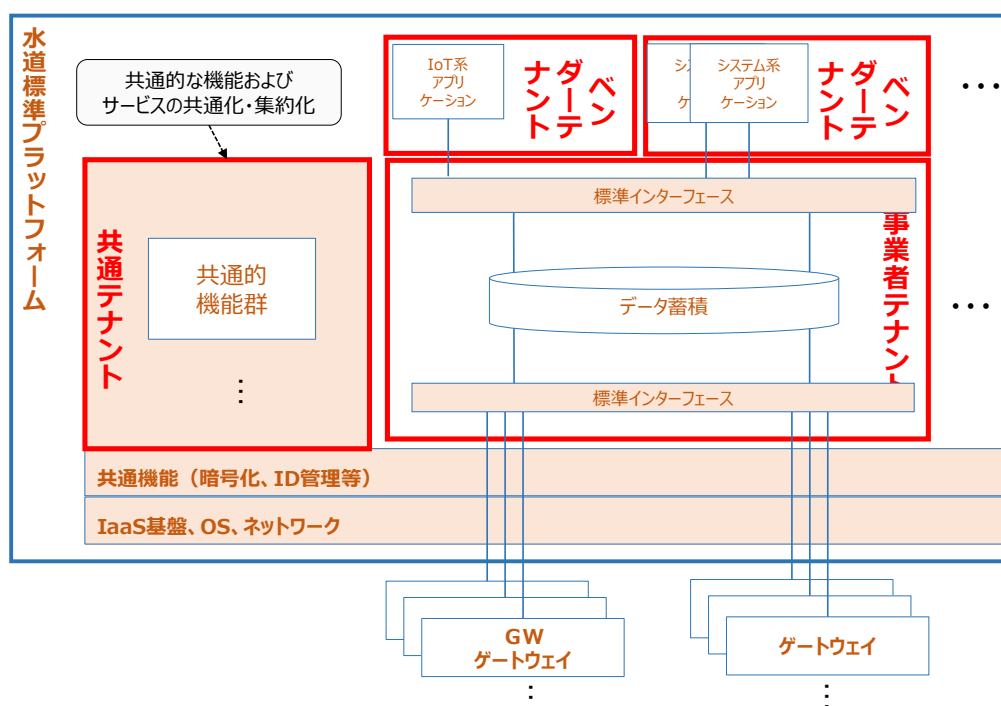 水道標準プラットフォーム
共通的な機能および
サービスの共通化・集約化
IoT系
アプリ
ケーション
ベン
ダーテ
ナント
シス
ケ
システム系
アプリ
ケーション
ベン
ダーテ
ナント
…
共通テナント
共通的
機能群
…
標準インターフェース
データ蓄積
標準インターフェース
事業者テナント
…
共通機能（暗号化、ID管理等）
IaaS基盤、OS、ネットワーク
GW
ゲートウェイ
…
ゲートウェイ
…